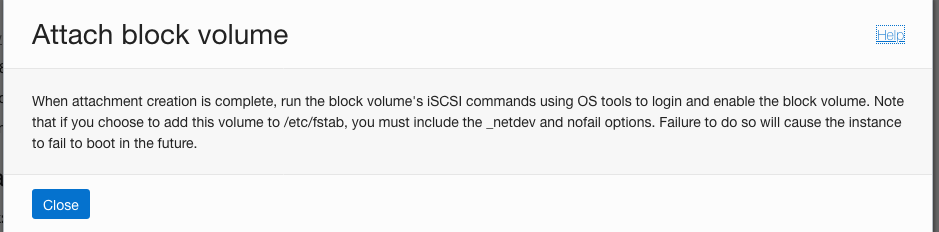 Attach block volume
Help
When attachment creation is complete, run the block volume's iSCSI commands using OS tools to login and enable the block volume. Note
that if you choose to add this volume to /etc/fstab, you must include the _netdev and nofail options. Failure to do so will cause the instance
to fail to boot in the future.
Close